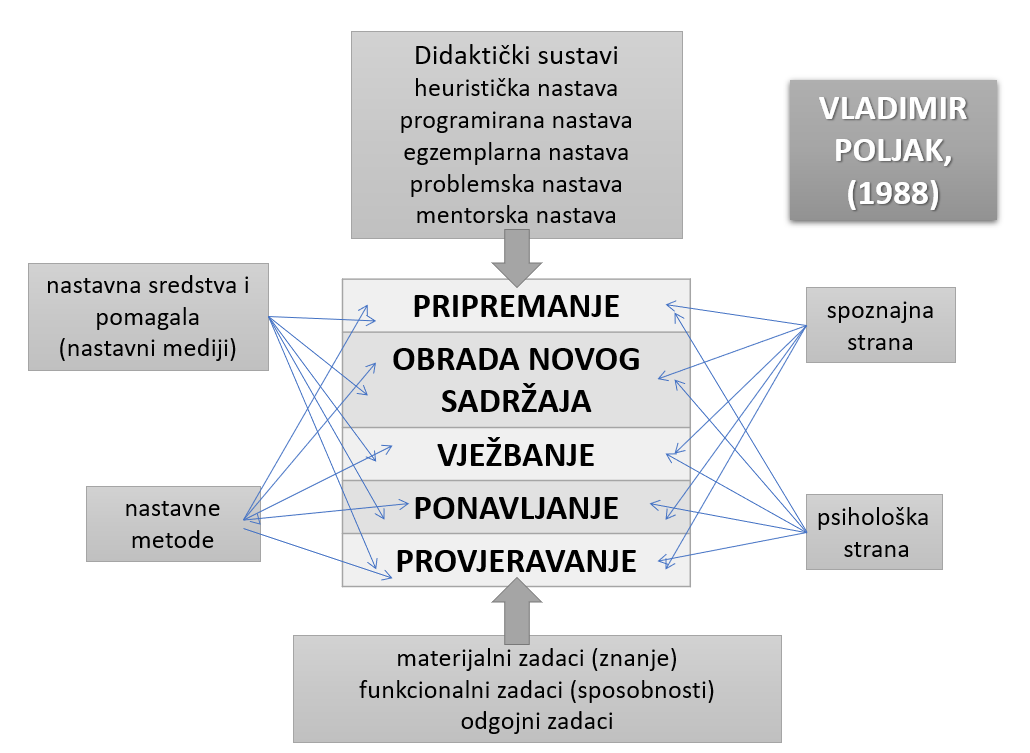 Didaktički sustavi
heuristička nastava
programirana nastava
egzemplarna nastava
problemska nastava
mentorska nastava
VLADIMIR
POLJAK,
(1988)
nastavna sredstva i
pomagala
(nastavni mediji)
PRIPREMANJE
OBRADA NOVOG
SADRŽAJA
VJEŽBANJE
PONAVLJANJE
PROVJERAVANJE
spoznajna
strana
nastavne
metode
psihološka
strana
materijalni zadaci (znanje)
funkcionalni zadaci (sposobnosti)
odgojni zadaci